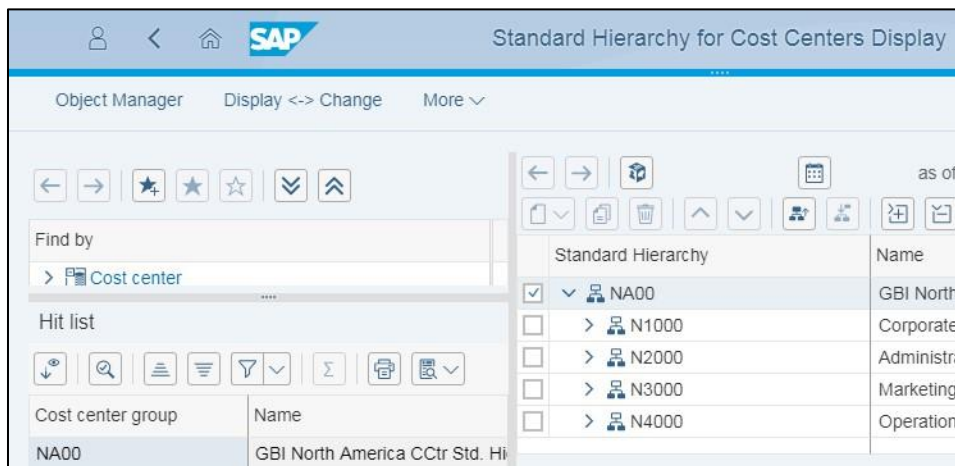 SAP Standard Hierarchy for Cost Centers Display
Object Manager Display <-> Change More
as of
Find by
Cost center
Hit list
Cost center group Name
NA00 GBI North America CCtr Std. Hi
Standard Hierarchy Name
NA00 GBI North
N1000 Corporate
N2000 Administra
N3000 Marketing
N4000 Operation